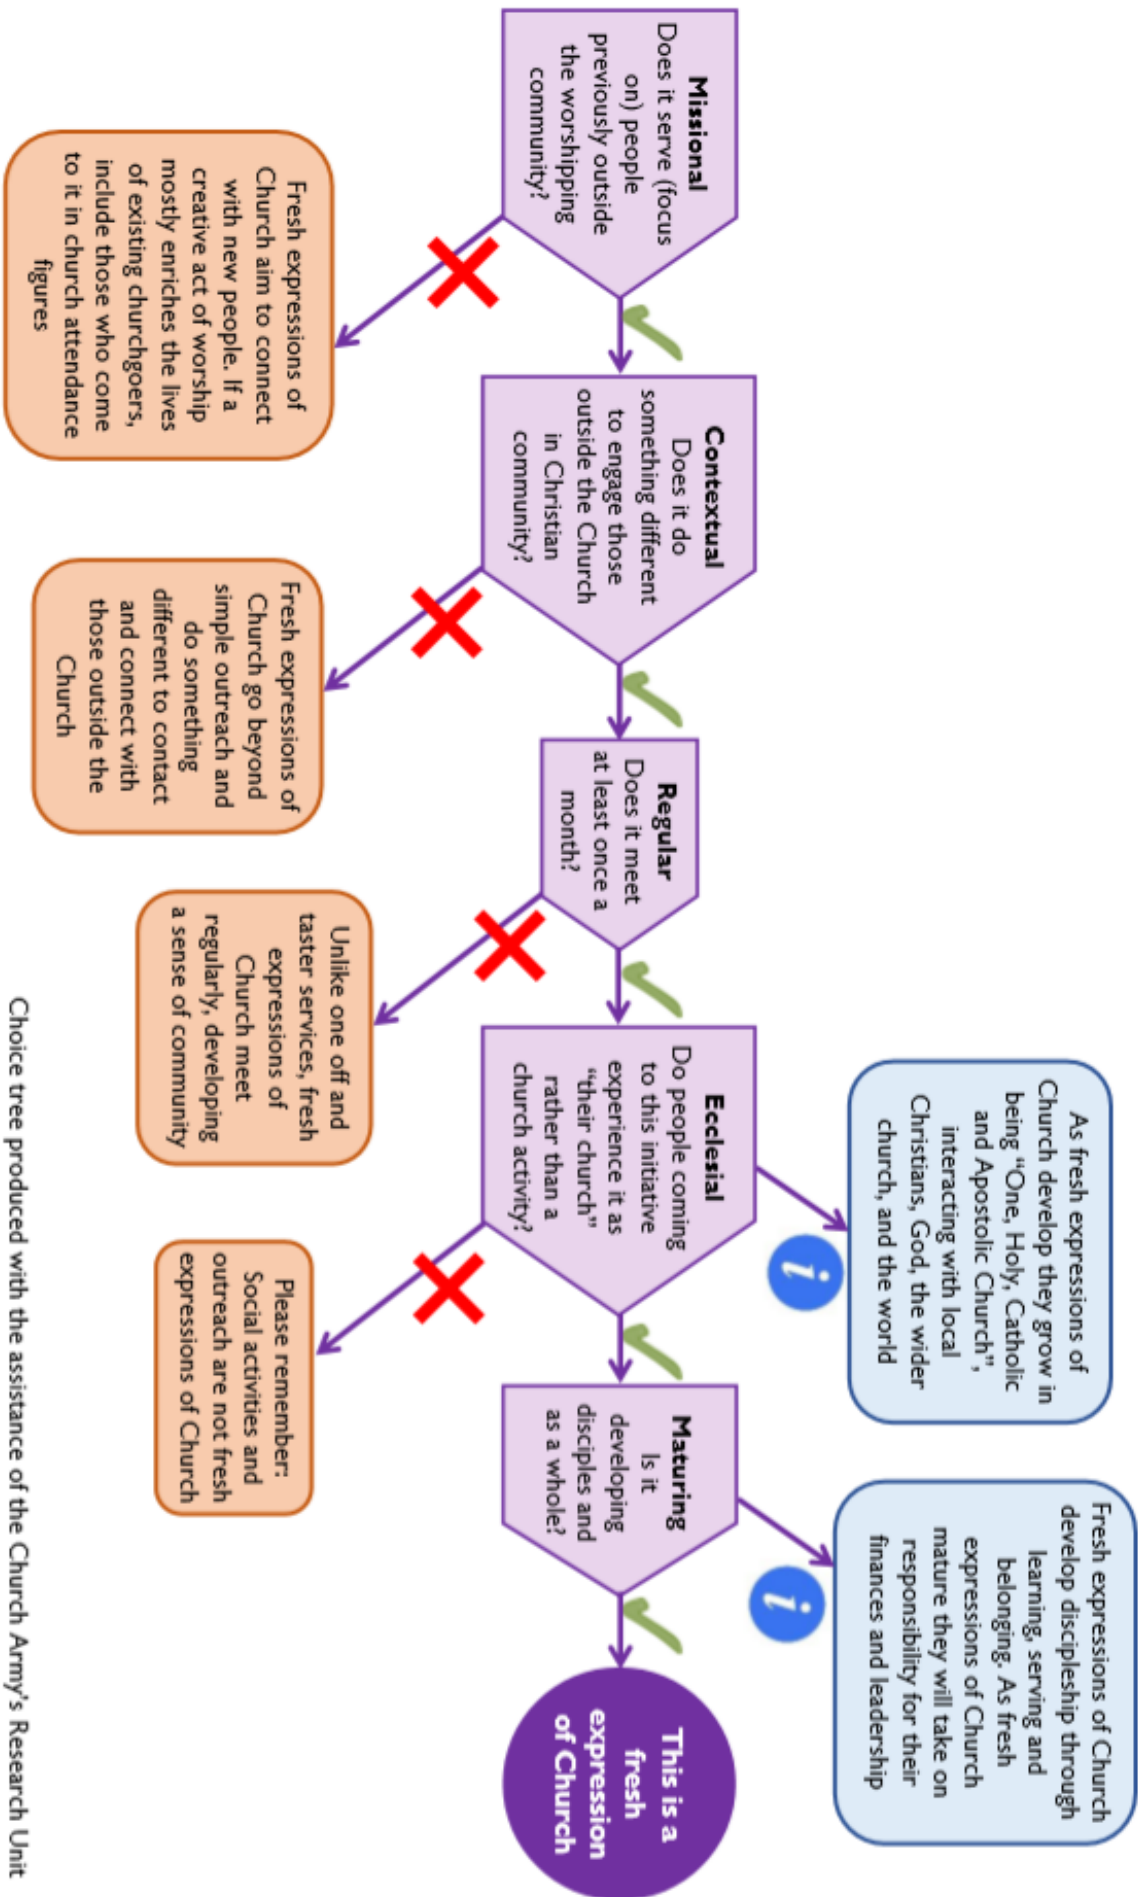 Missional
Does it serve (focus
on) people
previously outside
the worshipping
community?
Contextual
Does it do
something different
to engage those
outside the Church
in Christian
community?
Regular
Does it meet
at least once a
month?
Ecclesial
Do people coming
to this initiative
experience it as
“their church”
rather than a
church activity?
Maturing
Is it
developing
disciples and
as a whole?
This is a
fresh
expression
of Church
As fresh expressions of
Church develop they grow in
being “One, Holy, Catholic
and Apostolic Church”,
interacting with local
Christians, God, the wider
church, and the world
i
Fresh expressions of Church
develop discipleship through
learning, serving and
belonging. As fresh
expressions of Church
mature they will take on
responsibility for their
finances and leadership
i
Fresh expressions of
Church aim to connect
with new people. If a
creative act of worship
mostly enriches the lives
of existing churchgoers,
include those who come
to it in church attendance
figures
Fresh expressions of
Church go beyond
simple outreach and
do something
different to contact
and connect with
those outside the
Church
Unlike one off and
taster services, fresh
expressions of
Church meet
regularly, developing
a sense of community
Please remember:
Social activities and
outreach are not fresh
expressions of Church
Choice tree produced with the assistance of the Church Army’s Research Unit